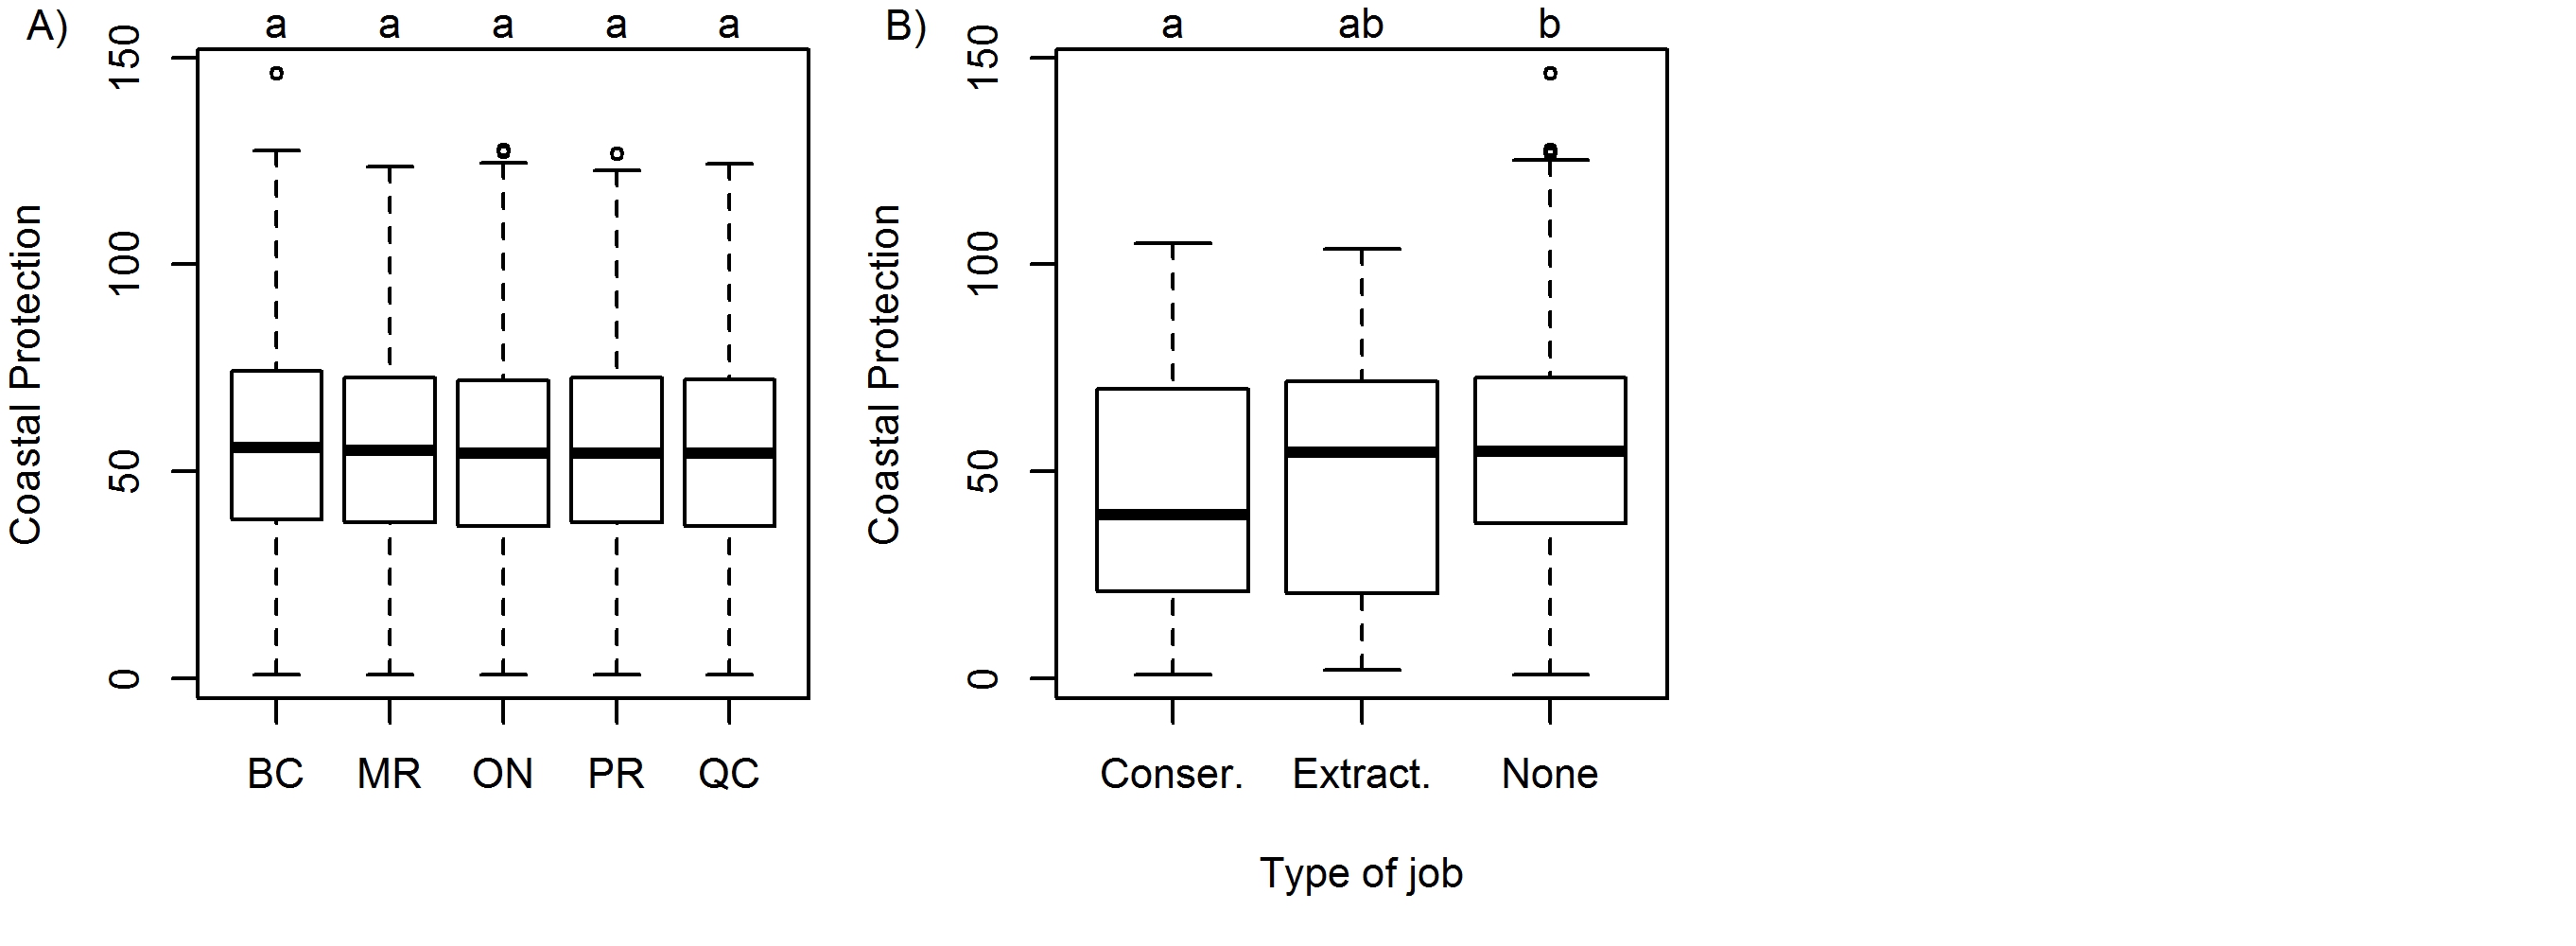 A)
a a a a a
Coastal Protection
150
100
50
0
BC MR ON PR QC
B)
a ab b
Coastal Protection
150
100
50
0
Conser. Extract. None
Type of job